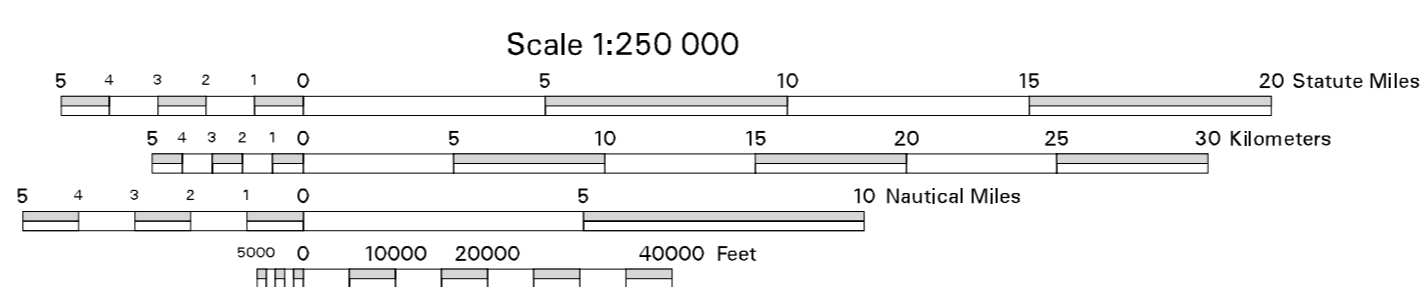 Scale 1:250 000
5 4 3 2 1 0 5 10 15 20 Statute Miles
5 4 3 2 1 0 5 10 15 20 25 30 Kilometers
5 4 3 2 1 0 5 10 Nautical Miles
5000 0 10000 20000 40000 Feet